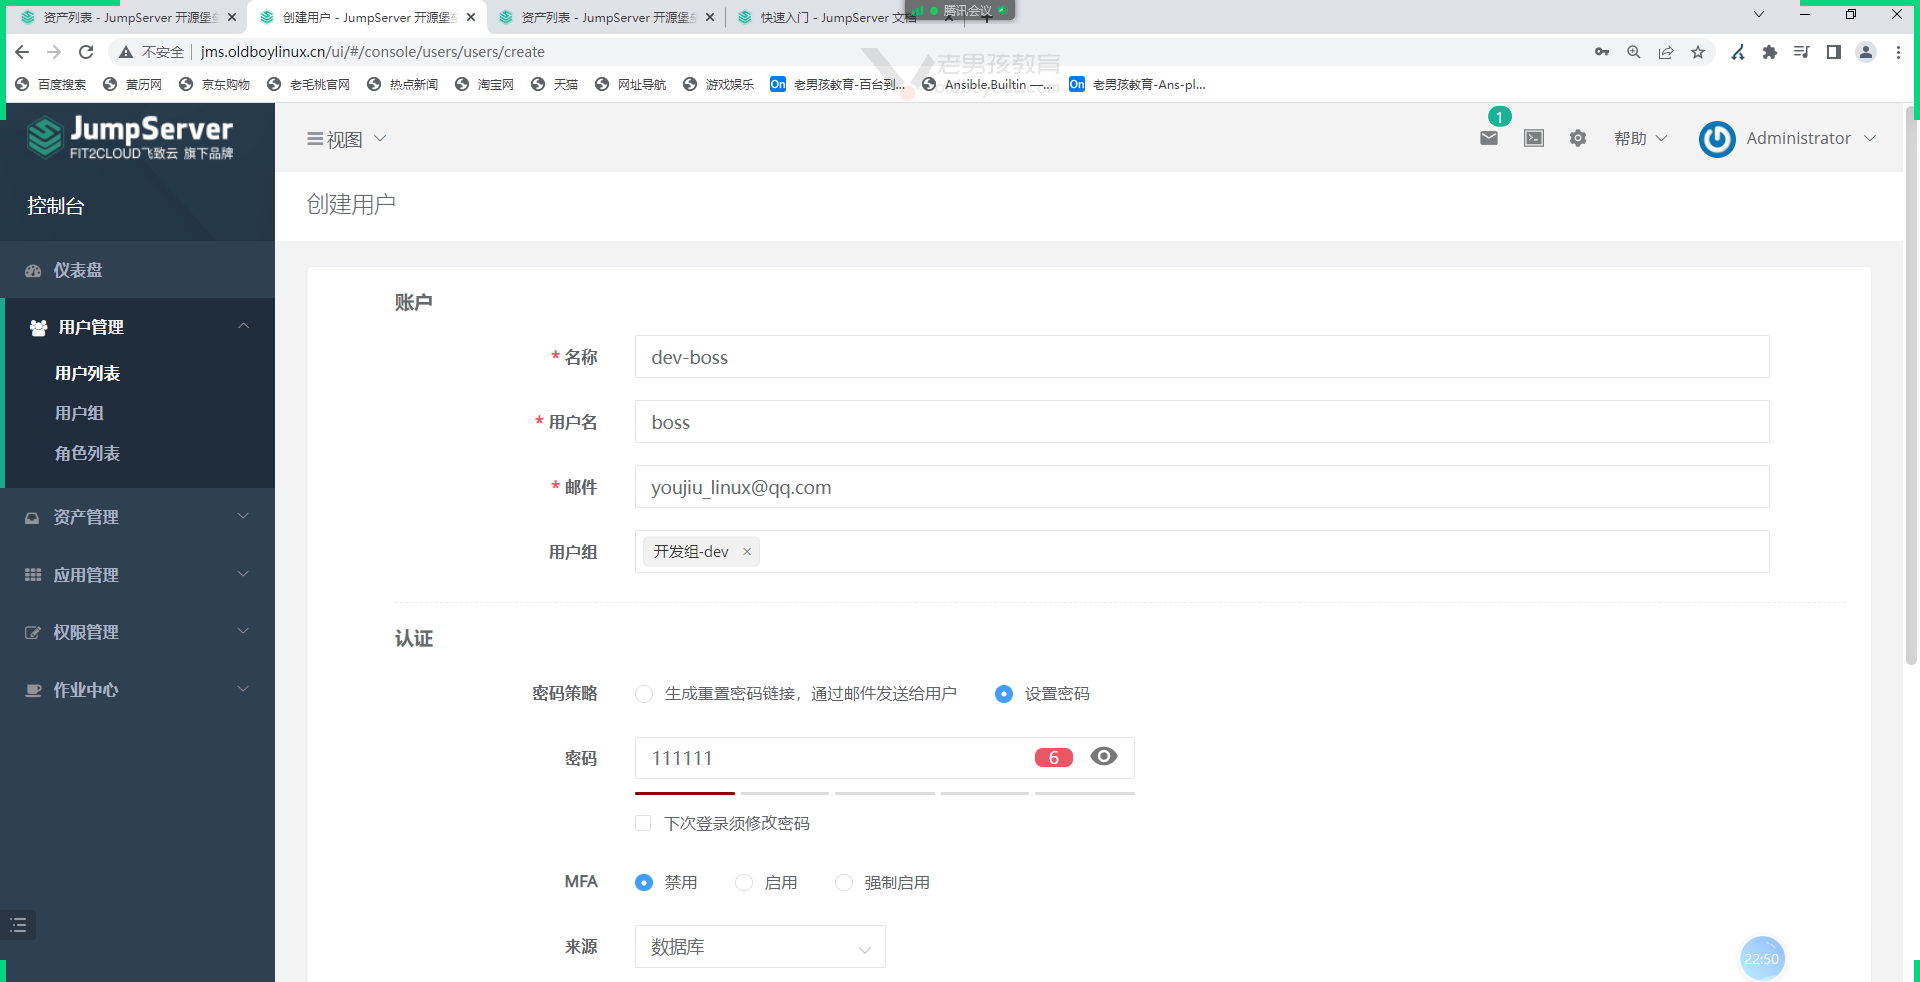 资产列表 - JumpServer 开源堡
创建用户 - JumpServer 开源堡
资产列表 - JumpServer 开源堡
快速入门 - JumpServer 文档
腾讯会议
不安全
jms.oldboylinux.cn/ui/#/console/users/users/create
百度搜索
黄历网
京东购物
老毛桃官网
热点新闻
淘宝网
天猫
网址导航
游戏娱乐
On 老男孩教育-百台到...
Ansible.Builtin —...
On 老男孩教育-Ans-pl...
老男孩教育
JumpServer
FIT2CLOUD飞致云 旗下品牌
视图
1
帮助
Administrator
控制台
创建用户
仪表盘
用户管理
用户列表
用户组
角色列表
资产管理
应用管理
权限管理
作业中心
账户
* 名称
dev-boss
* 用户名
boss
* 邮件
youjiu_linux@qq.com
用户组
开发组-dev ×
认证
密码策略
生成重置密码链接，通过邮件发送给用户
设置密码
密码
111111
6
下次登录须修改密码
MFA
禁用
启用
强制启用
来源
数据库
22:50